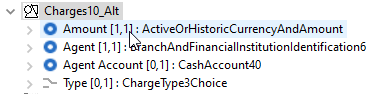 Charges10_Alt
Amount [1,1] : ActiveOrHistoricCurrencyAndAmount
Agent [1,1] : BranchAndFinancialInstitutionIdentification6
Agent Account [0,1] : CashAccount40
Type [0,1] : ChargeType3Choice